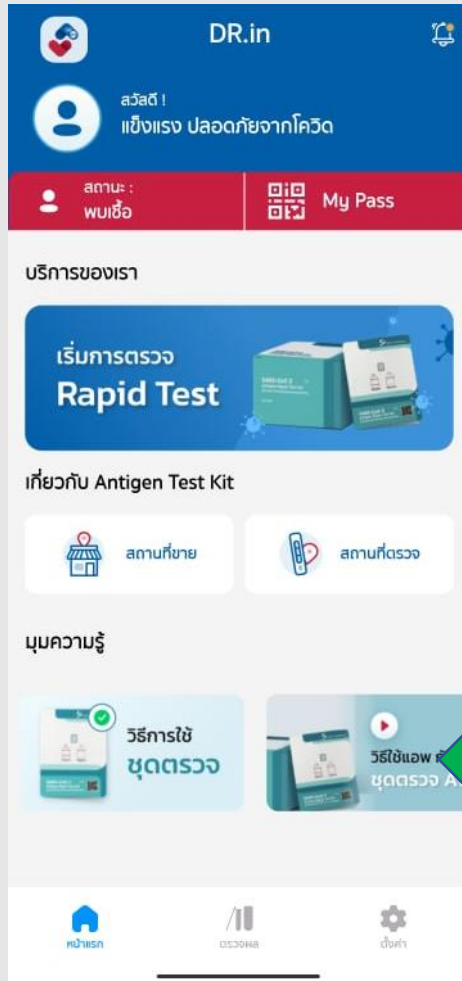 DR.in
สวัสดี !
แข็งแรง ปลอดภัยจากโควิด
สถานะ :
พบเชื้อ
My Pass
บริการของเรา
เริ่มการตรวจ
Rapid Test
เกี่ยวกับ Antigen Test Kit
สถานที่ขาย
สถานที่ตรวจ
มุมความรู้
วิธีการใช้
ชุดตรวจ
วิธีใช้แอพ
ชุดตรวจ A
หน้าแรก
ตรวจผล
ตั้งค่า